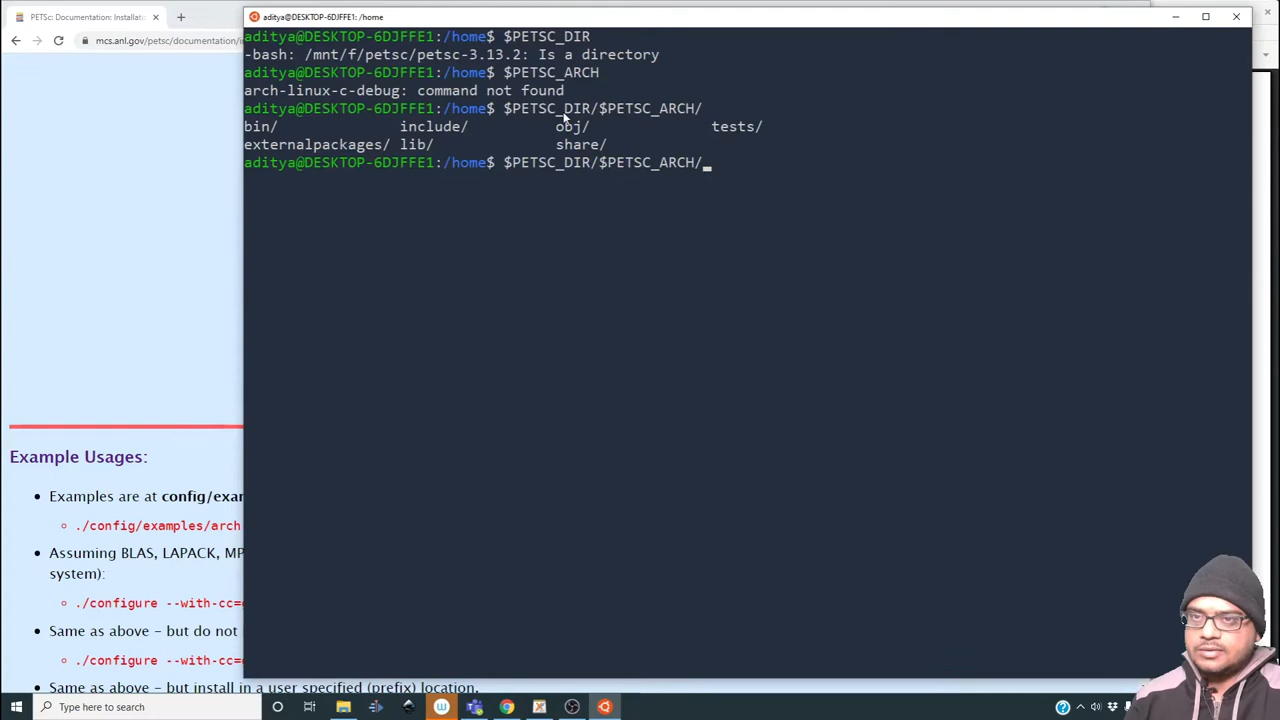 PETSc: Documentation: Installati
mcs.anl.gov/petsc/documentation/in
aditya@DESKTOP-6DJFFE1: /home
aditya@DESKTOP-6DJFFE1:/home$ $PETSC_DIR
-bash: /mnt/f/petsc/petsc-3.13.2: Is a directory
aditya@DESKTOP-6DJFFE1:/home$ $PETSC_ARCH
arch-linux-c-debug: command not found
aditya@DESKTOP-6DJFFE1:/home$ $PETSC_DIR/$PETSC_ARCH/
bin/ include/ obj/ tests/
externalpackages/ lib/ share/
aditya@DESKTOP-6DJFFE1:/home$ $PETSC_DIR/$PETSC_ARCH/
Example Usages:
Examples are at config/exar
./config/examples/arch
Assuming BLAS, LAPACK, MP
system):
./configure --with-cc=
Same as above - but do not
./configure --with-cc=
Same as above - but install in a user specified (prefix) location.
Type here to search